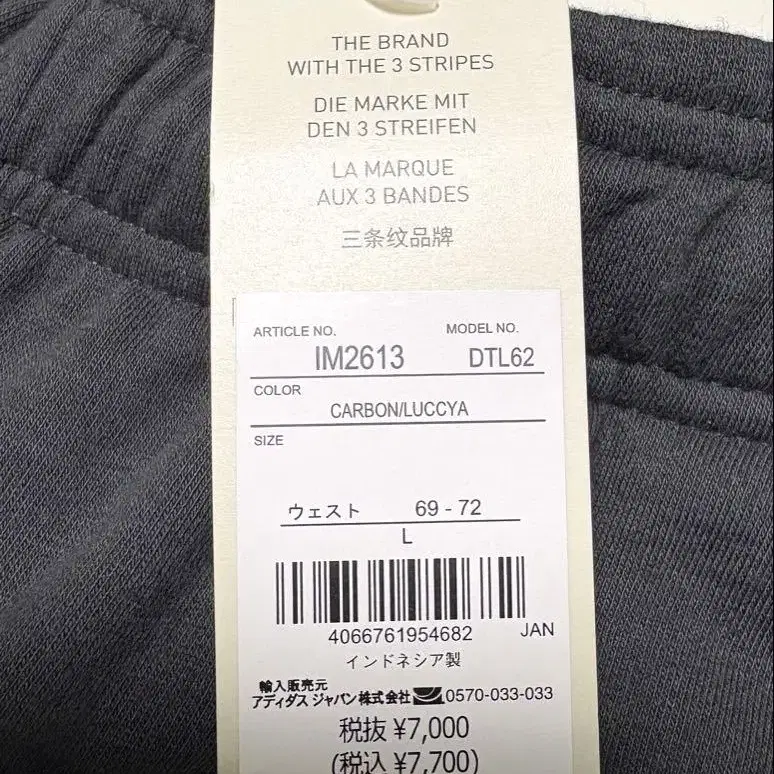 THE BRAND
WITH THE 3 STRIPES
DIE MARKE MIT
DEN 3 STREIFEN
LA MARQUE
AUX 3 BANDES
三条纹品牌
ARTICLE NO. MODEL NO.
IM2613 DTL62
COLOR
CARBON/LUCCYA
SIZE
ウェスト 69 - 72
L
4066761954682 JAN
インドネシア製
輸入販売元
アディダス ジャパン株式会社 0570-033-033
税抜 ¥7,000
(税込 ¥7,700)